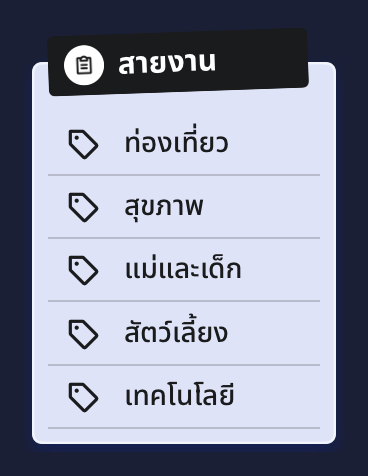 สายงาน
ท่องเที่ยว
สุขภาพ
แม่และเด็ก
สัตว์เลี้ยง
เทคโนโลยี